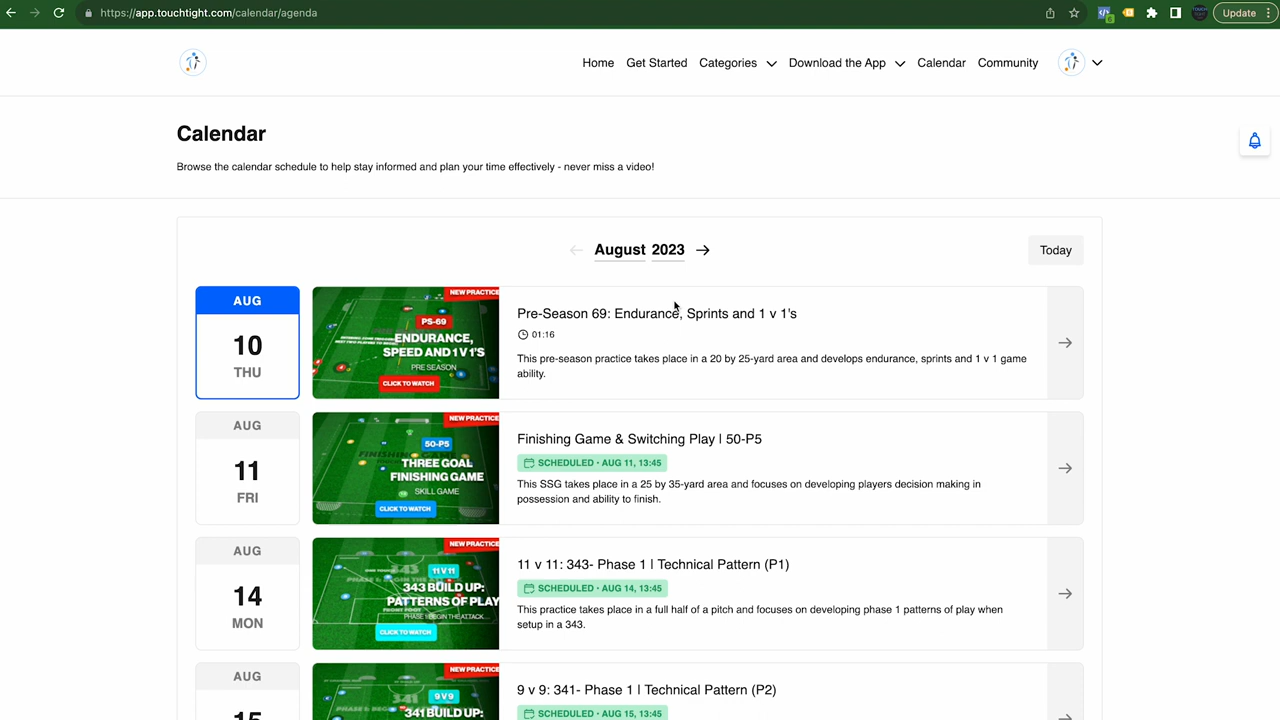 https://app.touchtight.com/calendar/agenda
Update
Home Get Started Categories Download the App Calendar Community
Calendar
Browse the calendar schedule to help stay informed and plan your time effectively - never miss a video!
August 2023
Today
AUG
10
THU
NEW PRACTICE
PS-69
ENDURANCE,
SPEED AND 1 V 1'S
PRE SEASON
CLICK TO WATCH
Pre-Season 69: Endurance, Sprints and 1 v 1's
01:16
This pre-season practice takes place in a 20 by 25-yard area and develops endurance, sprints and 1 v 1 game
ability.
AUG
11
FRI
NEW PRACTICE
50-P5
FINISHING GAME
THREE GOAL
FINISHING GAME
SKILL GAME
CLICK TO WATCH
Finishing Game & Switching Play | 50-P5
SCHEDULED • AUG 11, 13:45
This SSG takes place in a 25 by 35-yard area and focuses on developing players decision making in
possession and ability to finish.
AUG
14
MON
NEW PRACTICE
11 V 11
343
343 BUILD UP:
PATTERNS OF PLAY
PHASE 1: BEGIN THE ATTACK
CLICK TO WATCH
11 v 11: 343- Phase 1 | Technical Pattern (P1)
SCHEDULED • AUG 14, 13:45
This practice takes place in a full half of a pitch and focuses on developing phase 1 patterns of play when
setup in a 343.
AUG
15
NEW PRACTICE
9 V 9
341
341 BUILD UP:
9 v 9: 341- Phase 1 | Technical Pattern (P2)
SCHEDULED • AUG 15, 13:45